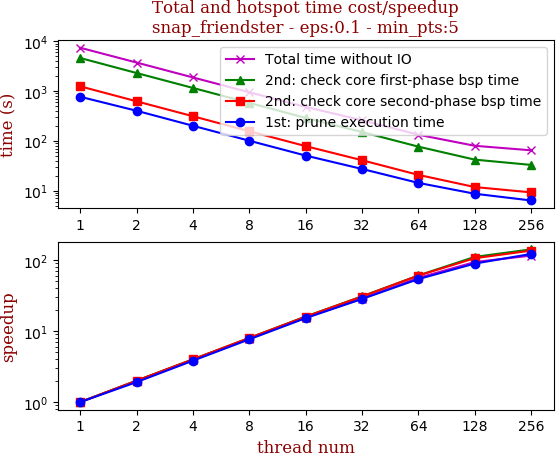 Total and hotspot time cost/speedup
snap_friendster - eps:0.1 - min_pts:5
time (s)
10⁴
10³
10²
10¹
Total time without IO
2nd: check core first-phase bsp time
2nd: check core second-phase bsp time
1st: prune execution time
1 2 4 8 16 32 64 128 256
speedup
10²
10¹
10⁰
1 2 4 8 16 32 64 128 256
thread num